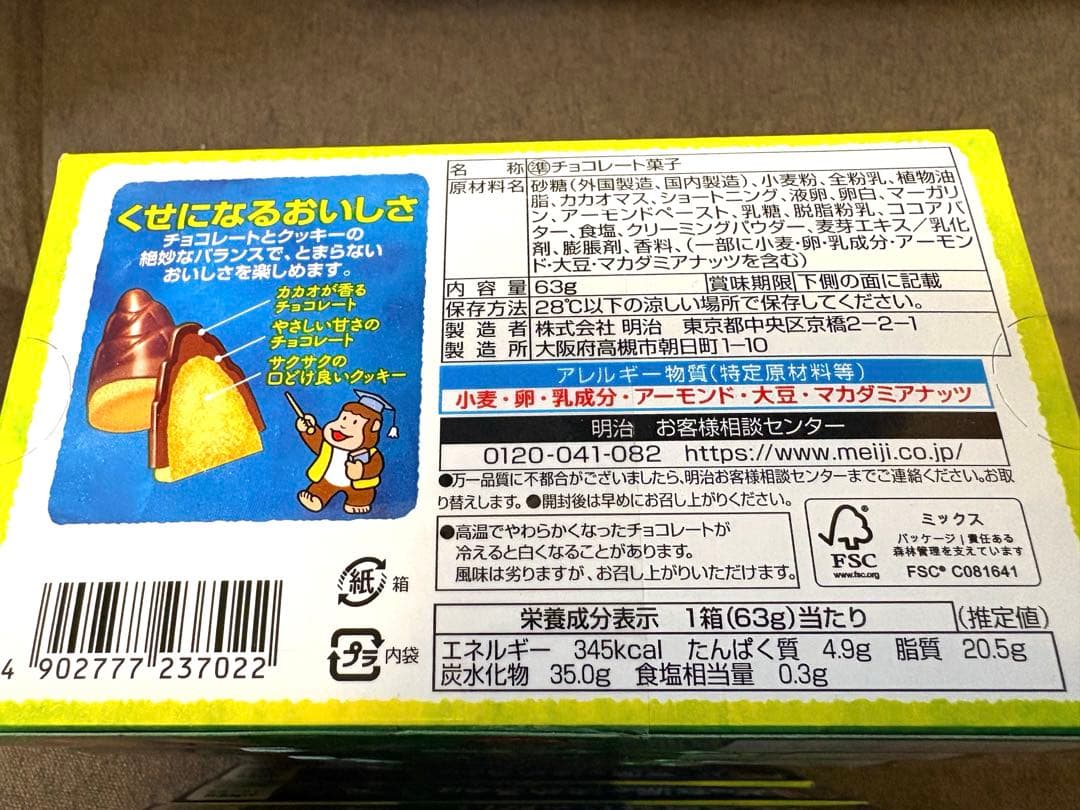 くせになるおいしさ
チョコレートとクッキーの
絶妙なバランスで、とまらない
おいしさを楽しめます。
カカオが香る
チョコレート
やさしい甘さの
チョコレート
サクサクの
口どけ良いクッキー
名 称 準チョコレート菓子
原材料名 砂糖(外国製造、国内製造)、小麦粉、全粉乳、植物油
脂、カカオマス、ショートニング、液卵、卵白、マーガリ
ン、アーモンドペースト、乳糖、脱脂粉乳、ココアバ
ター、食塩、クリーミングパウダー、麦芽エキス/乳化
剤、膨脹剤、香料、(一部に小麦・卵・乳成分・アーモン
ド・大豆・マカダミアナッツを含む)
内 容 量 63g 賞味期限 下側の面に記載
保存方法 28℃以下の涼しい場所で保存してください。
製 造 者 株式会社 明治 東京都中央区京橋2-2-1
製 造 所 大阪府高槻市朝日町1-10
アレルギー物質(特定原材料等)
小麦・卵・乳成分・アーモンド・大豆・マカダミアナッツ
明治 お客様相談センター
0120-041-082 https://www.meiji.co.jp/
●万一品質に不都合がございましたら、明治お客様相談センターまでご連絡ください。お取
り替えします。●開封後は早めにお召し上がりください。
●高温でやわらかくなったチョコレートが
冷えると白くなることがあります。
風味は劣りますが、お召し上がりいただけます。
FSC
www.fsc.org
ミックス
パッケージ|責任ある
森林管理を支えています
FSC® C081641
紙 箱
プラ 内袋
4 902777 237022
栄養成分表示 1箱(63g)当たり (推定値)
エネルギー 345kcal たんぱく質 4.9g 脂質 20.5g
炭水化物 35.0g 食塩相当量 0.3g